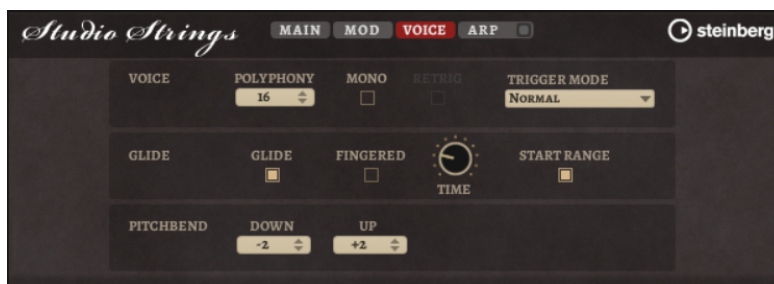 Studio Strings MAIN MOD VOICE ARP steinberg
VOICE POLYPHONY MONO RETRIG TRIGGER MODE
16 NORMAL
GLIDE GLIDE FINGERED START RANGE
TIME
PITCHBEND DOWN UP
-2 +2